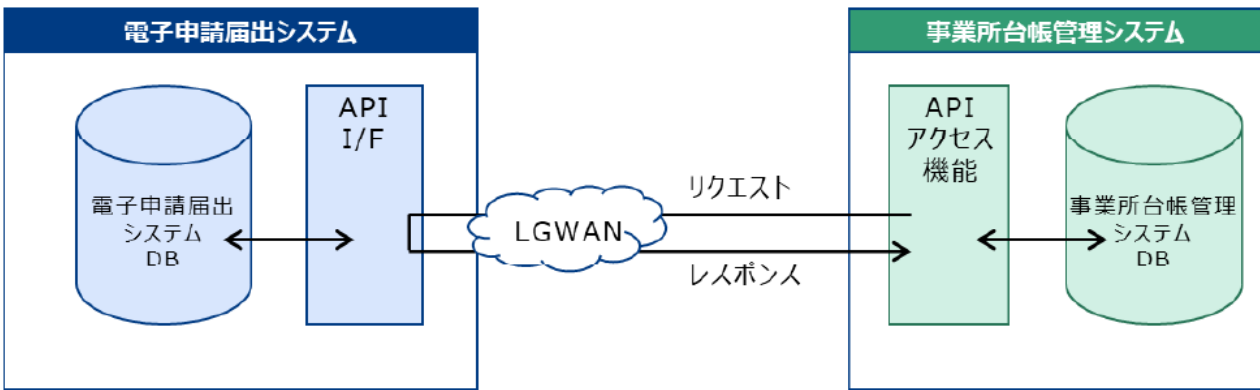 電子申請届出システム
事業所台帳管理システム
API
I/F
電子申請届出
システム
DB
LGWAN
リクエスト
レスポンス
API
アクセス
機能
事業所台帳管理
システム
DB